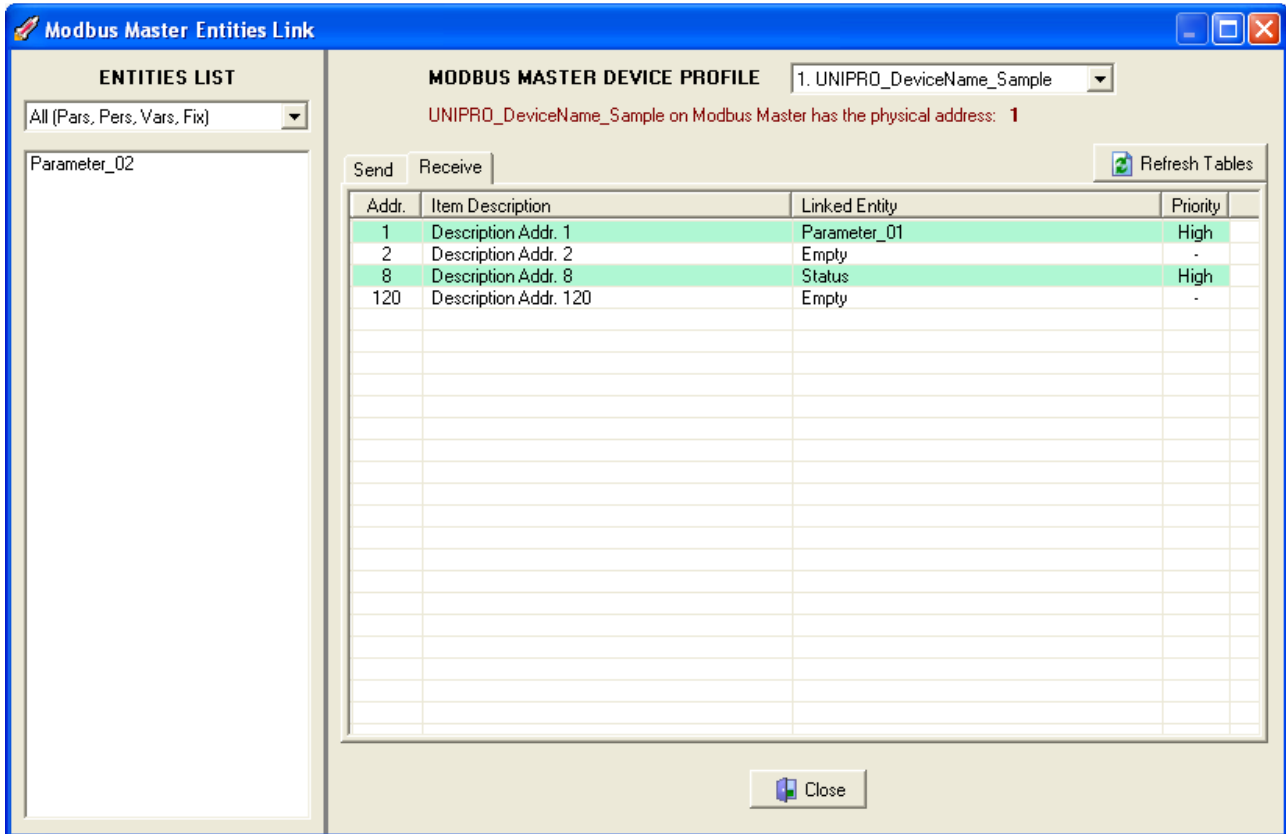 Modbus Master Entities Link
ENTITIES LIST
All (Pars, Pers, Vars, Fix)
Parameter_02
MODBUS MASTER DEVICE PROFILE 1. UNIPRO_DeviceName_Sample
UNIPRO_DeviceName_Sample on Modbus Master has the physical address: 1
Send Receive Refresh Tables
Addr. Item Description Linked Entity Priority
1 Description Addr. 1 Parameter_01 High
2 Description Addr. 2 Empty -
8 Description Addr. 8 Status High
120 Description Addr. 120 Empty -
Close